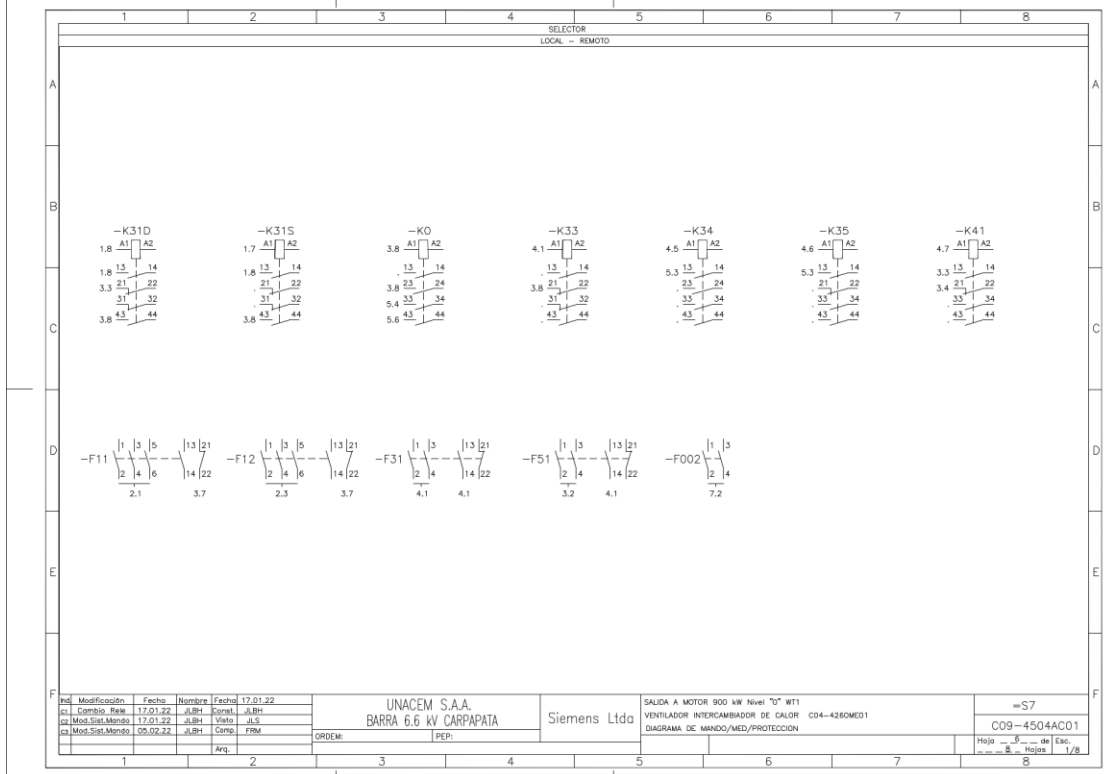 1 2 3 4 5 6 7 8
SELECTOR
LOCAL - REMOTO
A A
B B
-K31D -K31S -K0 -K33 -K34 -K35 -K41
1.8 A1 A2 1.7 A1 A2 3.8 A1 A2 4.1 A1 A2 4.5 A1 A2 4.6 A1 A2 4.7 A1 A2
1.8 13 14 1.8 13 14 . 13 14 . 13 14 5.3 13 14 5.3 13 14 3.3 13 14
3.3 21 22 . 21 22 3.8 23 24 3.8 21 22 . 23 24 . 21 22 3.4 21 22
. 31 32 . 31 32 5.4 33 34 . 31 32 . 33 34 . 33 34 . 33 34
3.8 43 44 3.8 43 44 5.6 43 44 . 43 44 . 43 44 . 43 44 . 43 44
C C
D D
1 3 5 13 21 1 3 5 13 21 1 3 13 21 1 3 13 21 1 3
-F11 -F12 -F31 -F51 -F002
2 4 6 14 22 2 4 6 14 22 2 4 14 22 2 4 14 22 2 4
2.1 3.7 2.3 3.7 4.1 4.1 3.2 4.1 7.2
E E
F F
Ind. Modificación Fecha Nombre Fecha 17.01.22
c1 Cambio Rele 17.01.22 JLBH Const. JLBH
c2 Mod.Sist.Mando 17.01.22 JLBH Visto JLS
c3 Mod.Sist.Mando 05.02.22 JLBH Comp. FRM
Arq.
UNACEM S.A.A.
BARRA 6.6 kV CARPAPATA
ORDEM: PEP:
Siemens Ltda
SALIDA A MOTOR 900 kW Nivel "0" WT1
VENTILADOR INTERCAMBIADOR DE CALOR C04-4260ME01
DIAGRAMA DE MANDO/MED/PROTECCION
=S7
C09-4504AC01
Hoja 6 de Esc.
8 Hojas 1/8
1 2 3 4 5 6 7 8